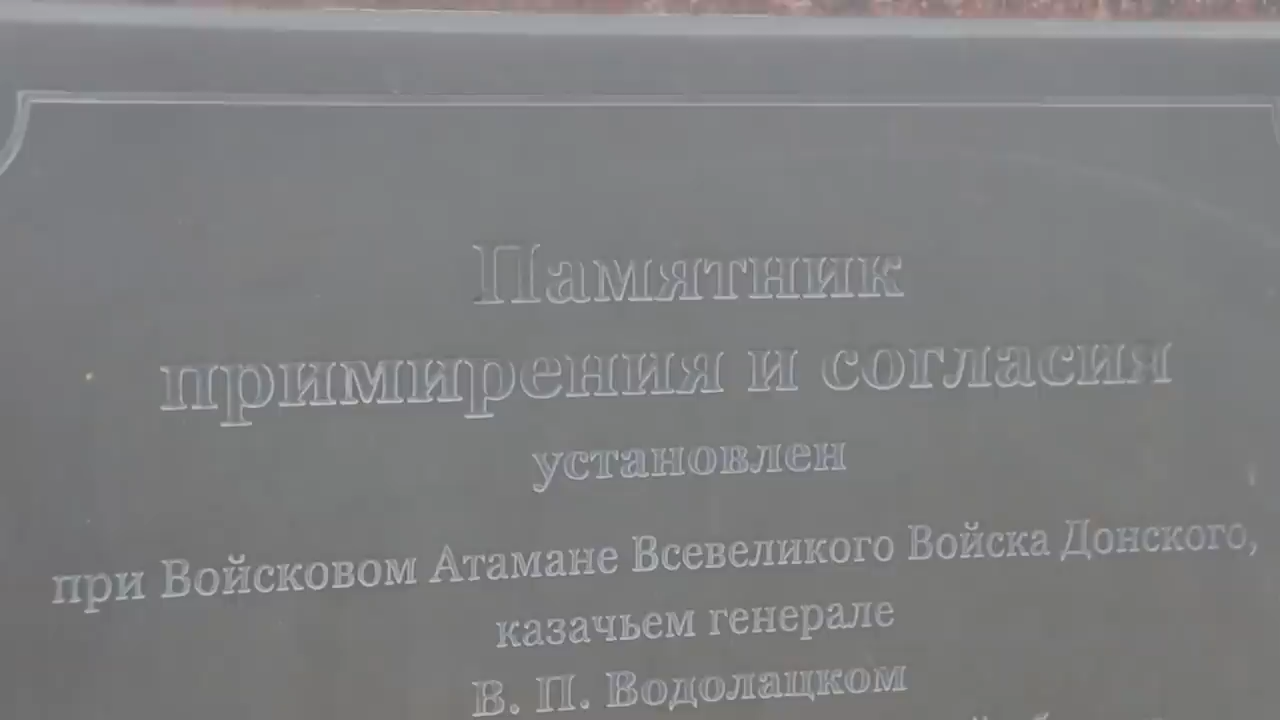 Памятник
примирения и согласия
установлен
при Войсковом Атамане Всевеликого Войска Донского,
казачьем генерале
В. П. Водолацком